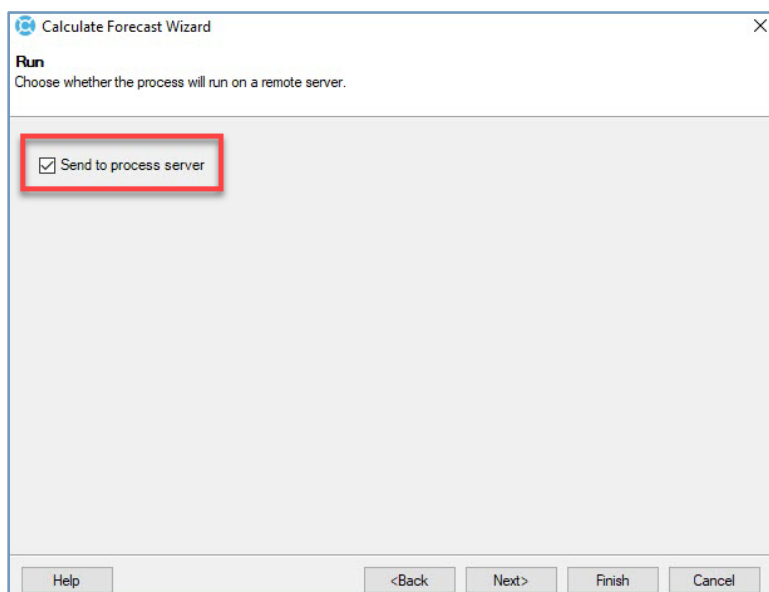 Calculate Forecast Wizard
Run
Choose whether the process will run on a remote server.
Send to process server
Help <Back Next> Finish Cancel